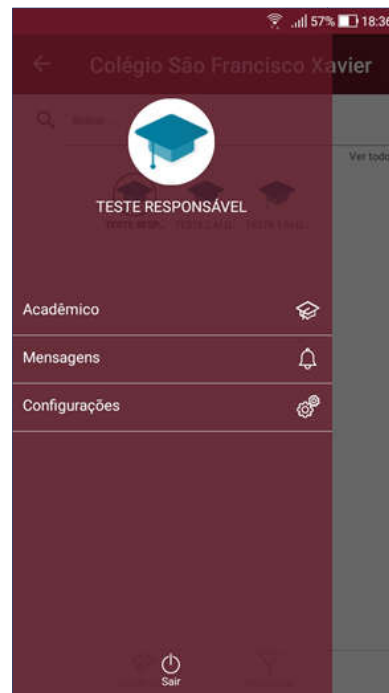 57% 18:36
Colégio São Francisco Xavier
Ver todo
TESTE RESPONSÁVEL
Acadêmico
Mensagens
Configurações
Sair